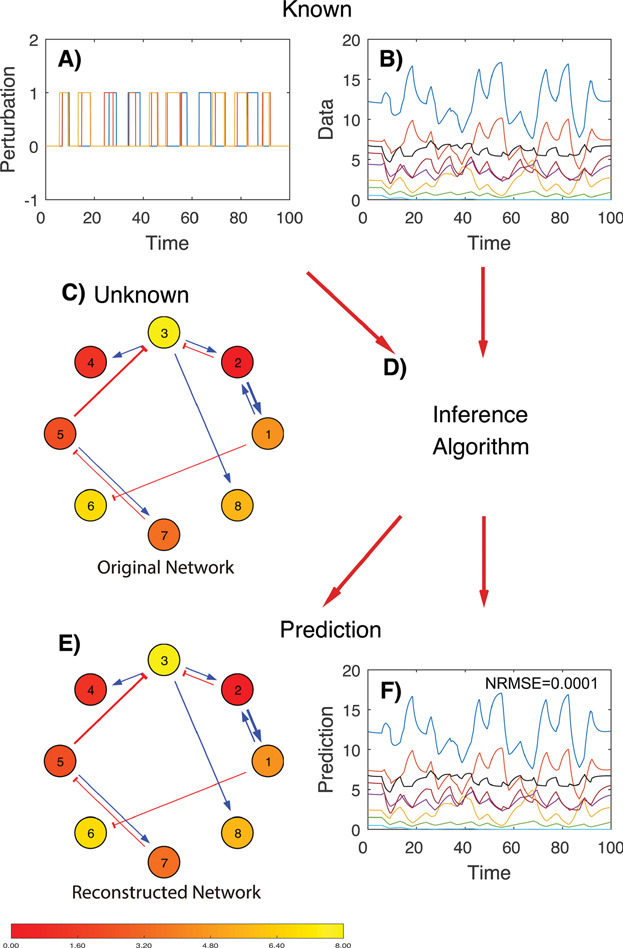 Known
A)
Perturbation
2
1
0
-1
0 20 40 60 80 100
Time
B)
Data
20
15
10
5
0
0 20 40 60 80 100
Time
C) Unknown
3
4
2
5
1
6
8
7
Original Network
D)
Inference
Algorithm
Prediction
E)
3
4
2
5
1
6
8
7
Reconstructed Network
F)
NRMSE=0.0001
Prediction
20
15
10
5
0
0 20 40 60 80 100
Time
0.00 1.60 3.20 4.80 6.40 8.00